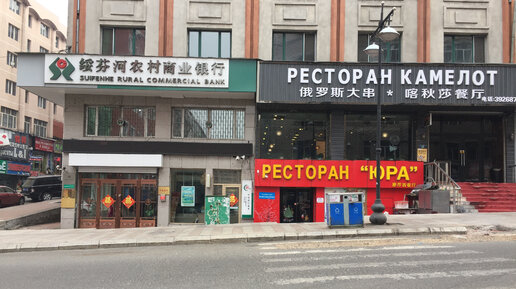 绥芬河农村商业银行
SUIFENHE RURAL COMMERCIAL BANK
РЕСТОРАН КАМЕЛОТ
俄罗斯大串 * 喀秋莎餐厅
РЕСТОРАН “ЮРА”